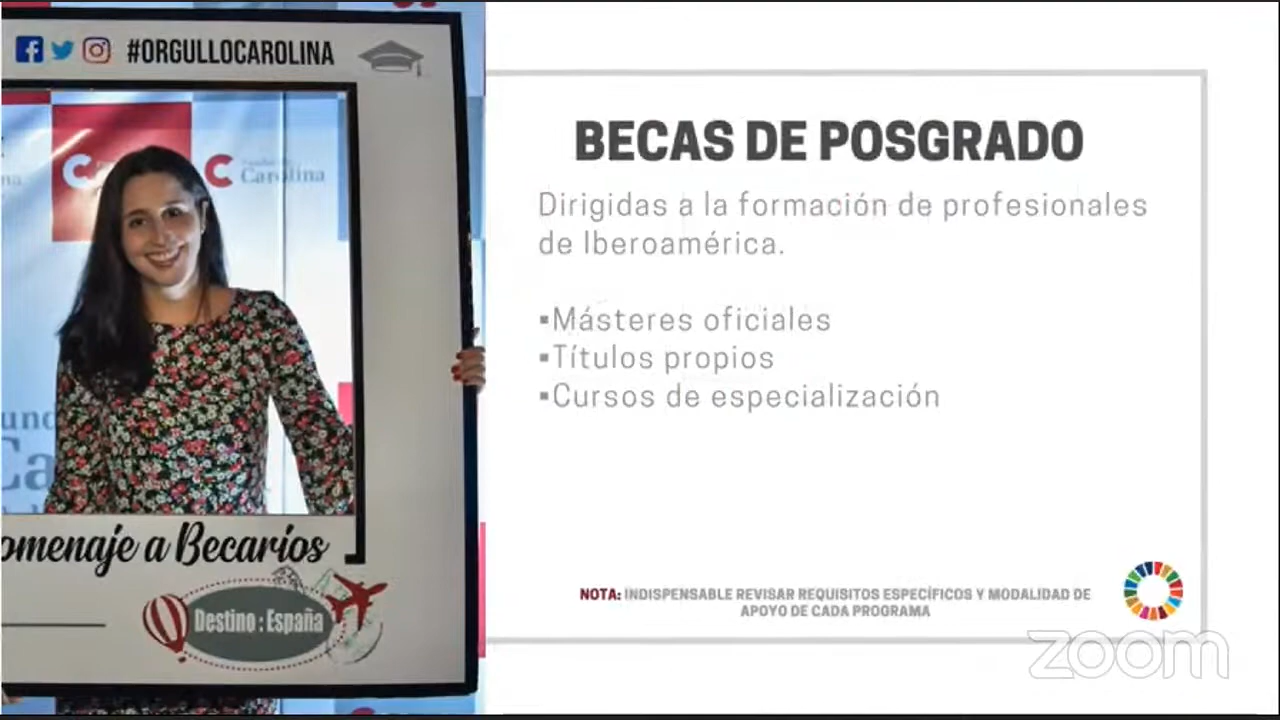 #ORGULLOCAROLINA
C
C Carolina
Ca
omenaje a Becarios
Destino : España
BECAS DE POSGRADO
Dirigidas a la formación de profesionales
de Iberoamérica.
▪Másteres oficiales
▪Títulos propios
▪Cursos de especialización
NOTA: INDISPENSABLE REVISAR REQUISITOS ESPECÍFICOS Y MODALIDAD DE
APOYO DE CADA PROGRAMA
zoom